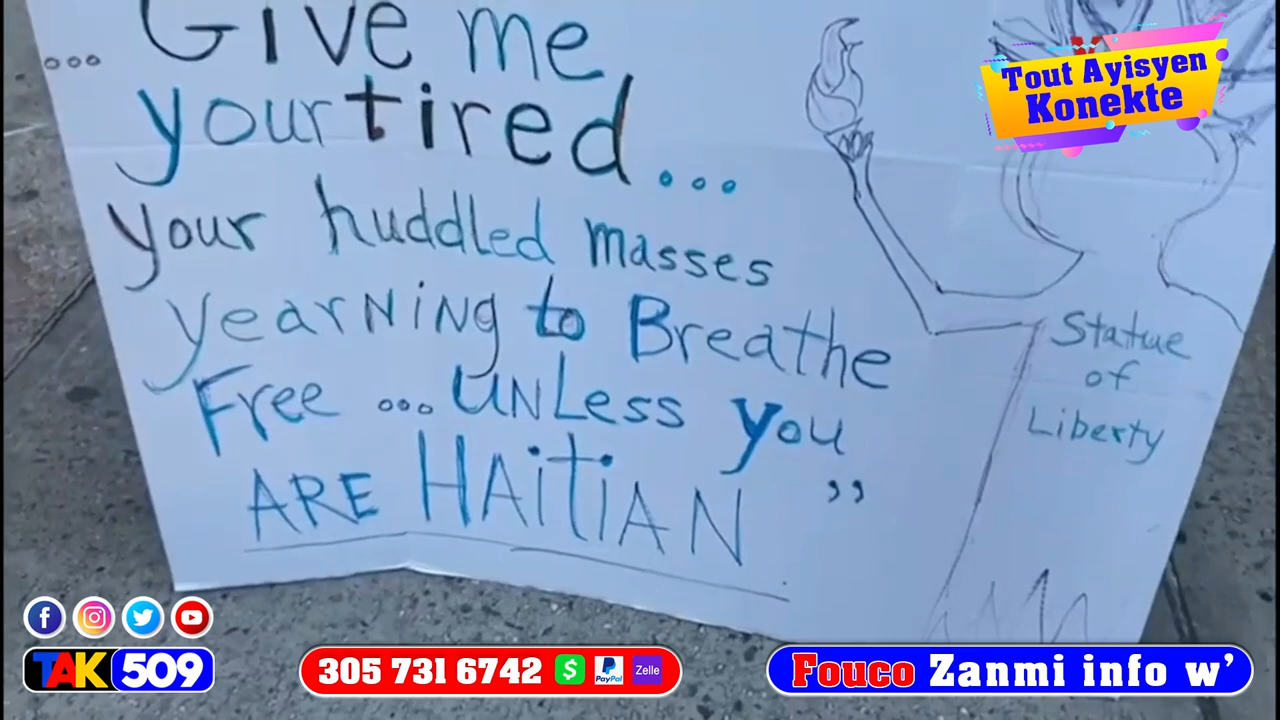 ... Give me
your tired...
your huddled masses
yearning to Breathe
Free ... UNLess you
ARE HAitiAN ”
Statue
of
Liberty
Tout Ayisyen
Konekte
TAK 509
305 731 6742 $ PayPal Zelle
Fouco Zanmi info w’